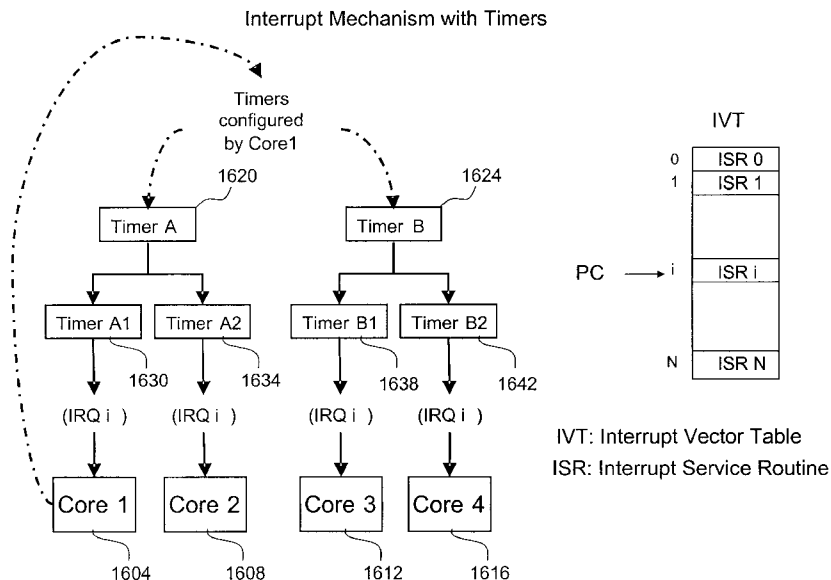 Interrupt Mechanism with Timers
Timers
configured
by Core1
IVT
0 ISR 0
1 ISR 1
1620
1624
Timer A
Timer B
PC
i ISR i
Timer A1
Timer A2
Timer B1
Timer B2
1630
1634
1638
1642
N ISR N
(IRQ i )
(IRQ i )
(IRQ i )
(IRQ i )
IVT: Interrupt Vector Table
ISR: Interrupt Service Routine
Core 1
Core 2
Core 3
Core 4
1604
1608
1612
1616